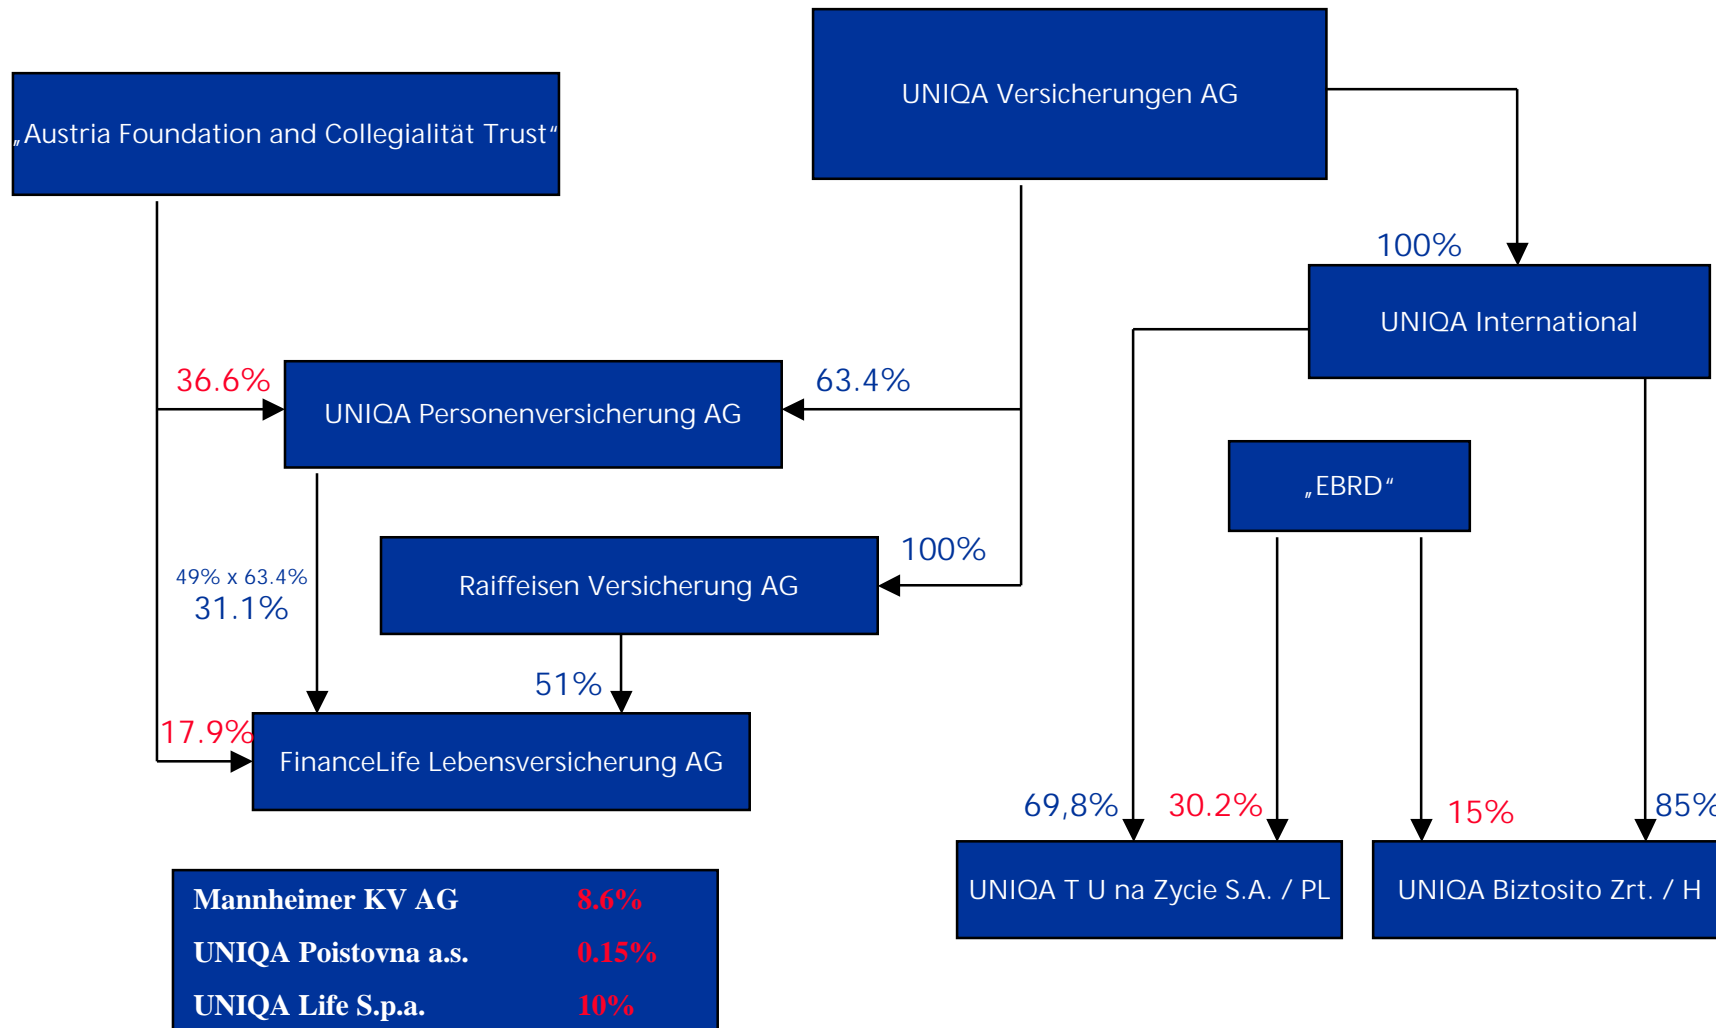 UNIQA Versicherungen AG
„Austria Foundation and Collegialität Trust“
100%
UNIQA International
36.6%
63.4%
UNIQA Personenversicherung AG
„EBRD“
100%
49% x 63.4%
31.1%
Raiffeisen Versicherung AG
51%
17.9%
FinanceLife Lebensversicherung AG
69,8%
30.2%
15%
85%
UNIQA T U na Zycie S.A. / PL
UNIQA Biztosito Zrt. / H
Mannheimer KV AG 8.6%
UNIQA Poistovna a.s. 0.15%
UNIQA Life S.p.a. 10%